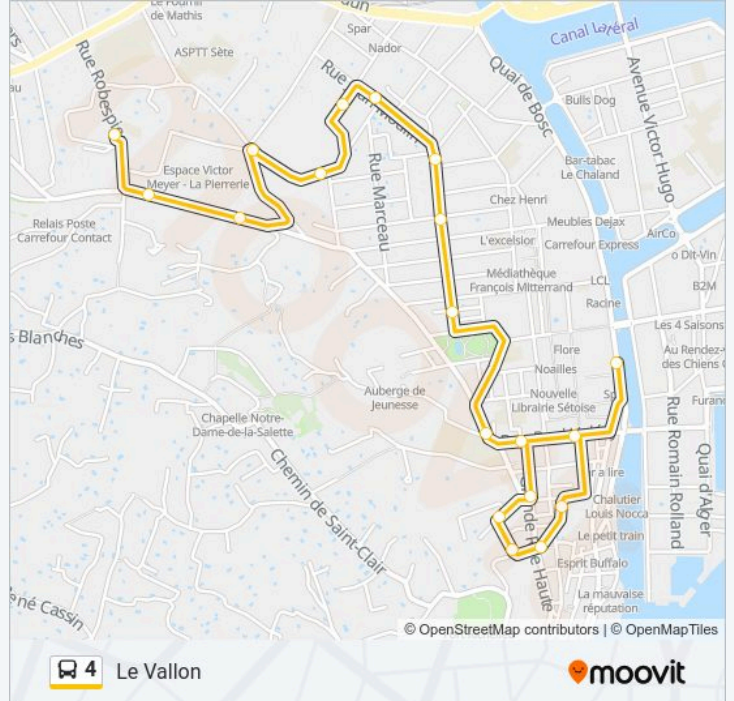 Le Fournil
de Mathis
Spar
Nador
ASPTT Sète
Canal Latéral
Quai de Bosc
Avenue Victor Hugo
Bulls Dog
Bar-tabac
Le Chaland
Espace Victor
Meyer - La Pierrerie
Rue Marceau
Chez Henri
Relais Poste
Carrefour Contact
Meubles Dejax
AirCo
L'excelsior
Carrefour Express
o Dit-Vin
Médiathèque
François Mitterrand
LCL
B2M
Racine
Les 4 Saisons
s Blanches
Flore
Au Rendez-
des Chiens
Noailles
Auberge de
Jeunesse
Nouvelle
Librairie Sétoise
Furan
Chapelle Notre-
Dame-de-la-Salette
Rue Romain Rolland
Quai d'Alger
Chemin de Saint-Clair
ar a lire
Chalutier
Louis Nocca
Le petit train
Esprit Buffalo
La mauvaise
réputation
ené Cassin
© OpenStreetMap contributors | © OpenMapTiles
4 Le Vallon
moovit